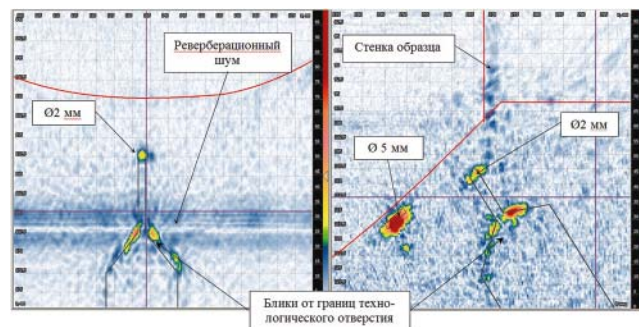 Реверберационный
шум
Ø2 мм
Стенка образца
Ø2 мм
Ø 5 мм
Блики от границ техно-
логического отверстия